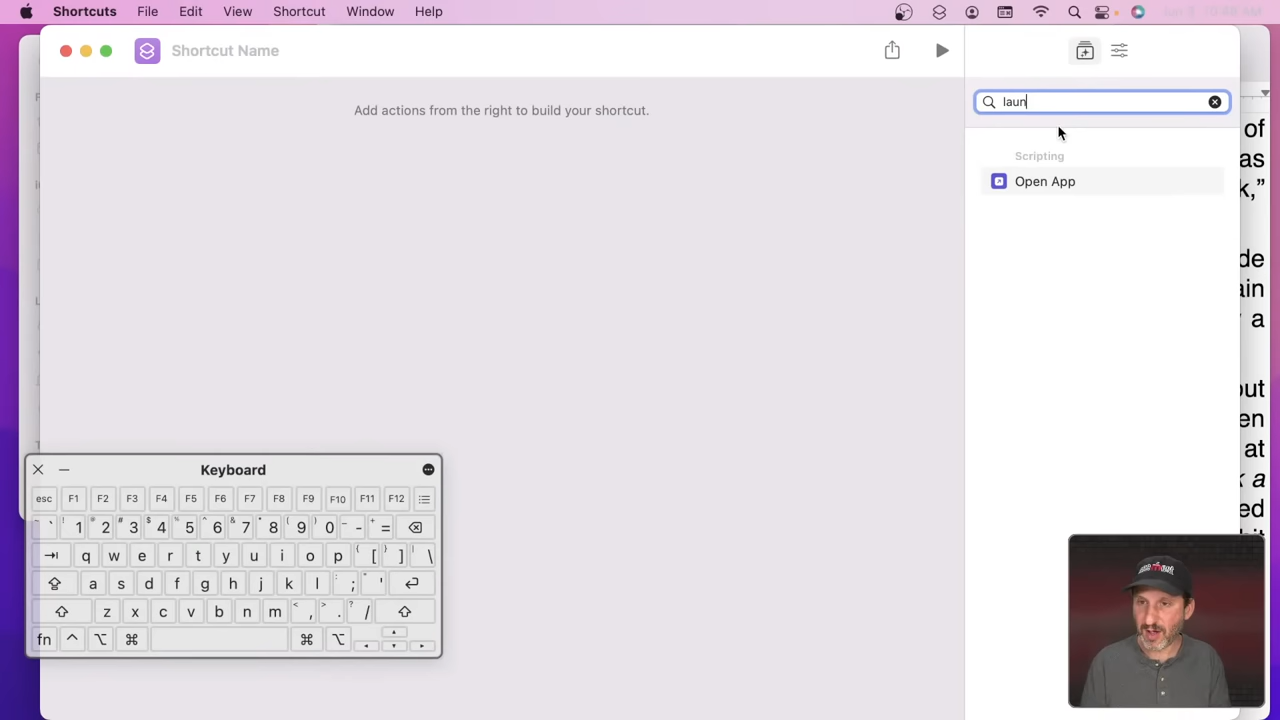 Shortcuts File Edit View Shortcut Window Help
Shortcut Name
laun
Add actions from the right to build your shortcut.
Scripting
Open App
of
as
k,”
de
ain
a
out
en
at
k a
ed
Keyboard
esc F1 F2 F3 F4 F5 F6 F7 F8 F9 F10 F11 F12
~ ` ! 1 @ 2 # 3 $ 4 % 5 ^ 6 & 7 * 8 ( 9 ) 0 _ - + =
q w e r t y u i o p { [ } ] | \
a s d f g h j k l : ; " '
z x c v b n m < , > . ? /
fn ^ ⌥ ⌘ ⌘ ⌥